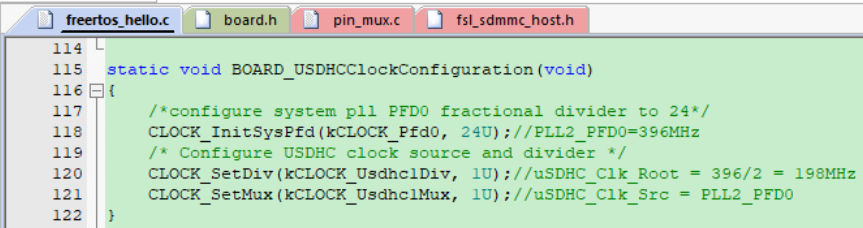 freertos_hello.c board.h pin_mux.c fsl_sdmmc_host.h
114
115 static void BOARD_USDHCClockConfiguration(void)
116 {
117 /*configure system pll PFD0 fractional divider to 24*/
118 CLOCK_InitSysPfd(kCLOCK_Pfd0, 24U);//PLL2_PFD0=396MHz
119 /* Configure USDHC clock source and divider */
120 CLOCK_SetDiv(kCLOCK_Usdhc1Div, 1U);//uSDHC_Clk_Root = 396/2 = 198MHz
121 CLOCK_SetMux(kCLOCK_Usdhc1Mux, 1U);//uSDHC_Clk_Src = PLL2_PFD0
122 }